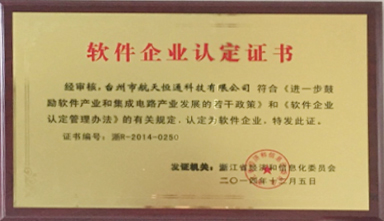 软件企业认定证书
经审核，台州市航天恒通科技有限公司 符合《进一步鼓
励软件产业和集成电路产业发展的若干政策》和《软件企业
认定管理办法》的有关规定，认定为软件企业，特发此证。
证书编号：浙R-2014-0250
发证机关：浙江省经济和信息化委员会
二〇一四年十二月五日